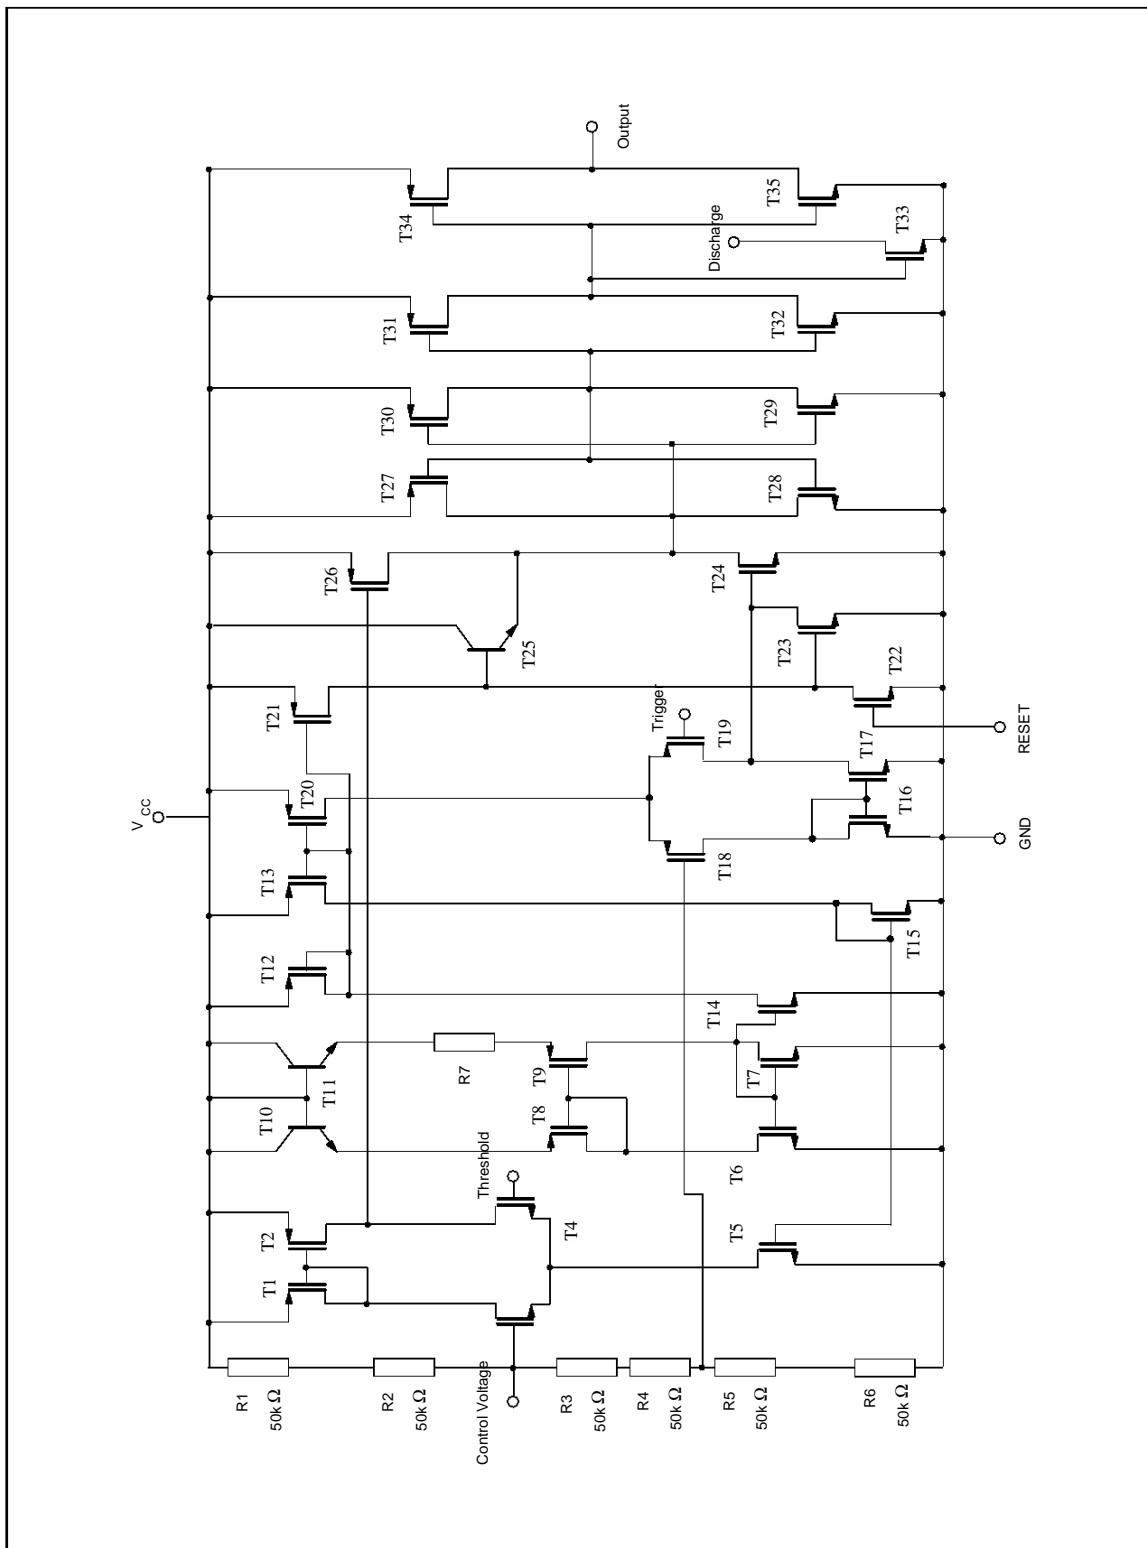 Output
T34
T35
T33
Discharge
T31
T32
T30
T29
T27
T28
T26
T24
T25
T23
T22
T21
Trigger
T19
T17
RESET
T20
V CC
T16
GND
T18
T13
T15
T12
T14
T11
R7
T9
T7
T10
T8
T6
Threshold
T2
T4
T5
T1
Control Voltage
R1
50k Ω
R2
50k Ω
R3
50k Ω
R4
50k Ω
R5
50k Ω
R6
50k Ω